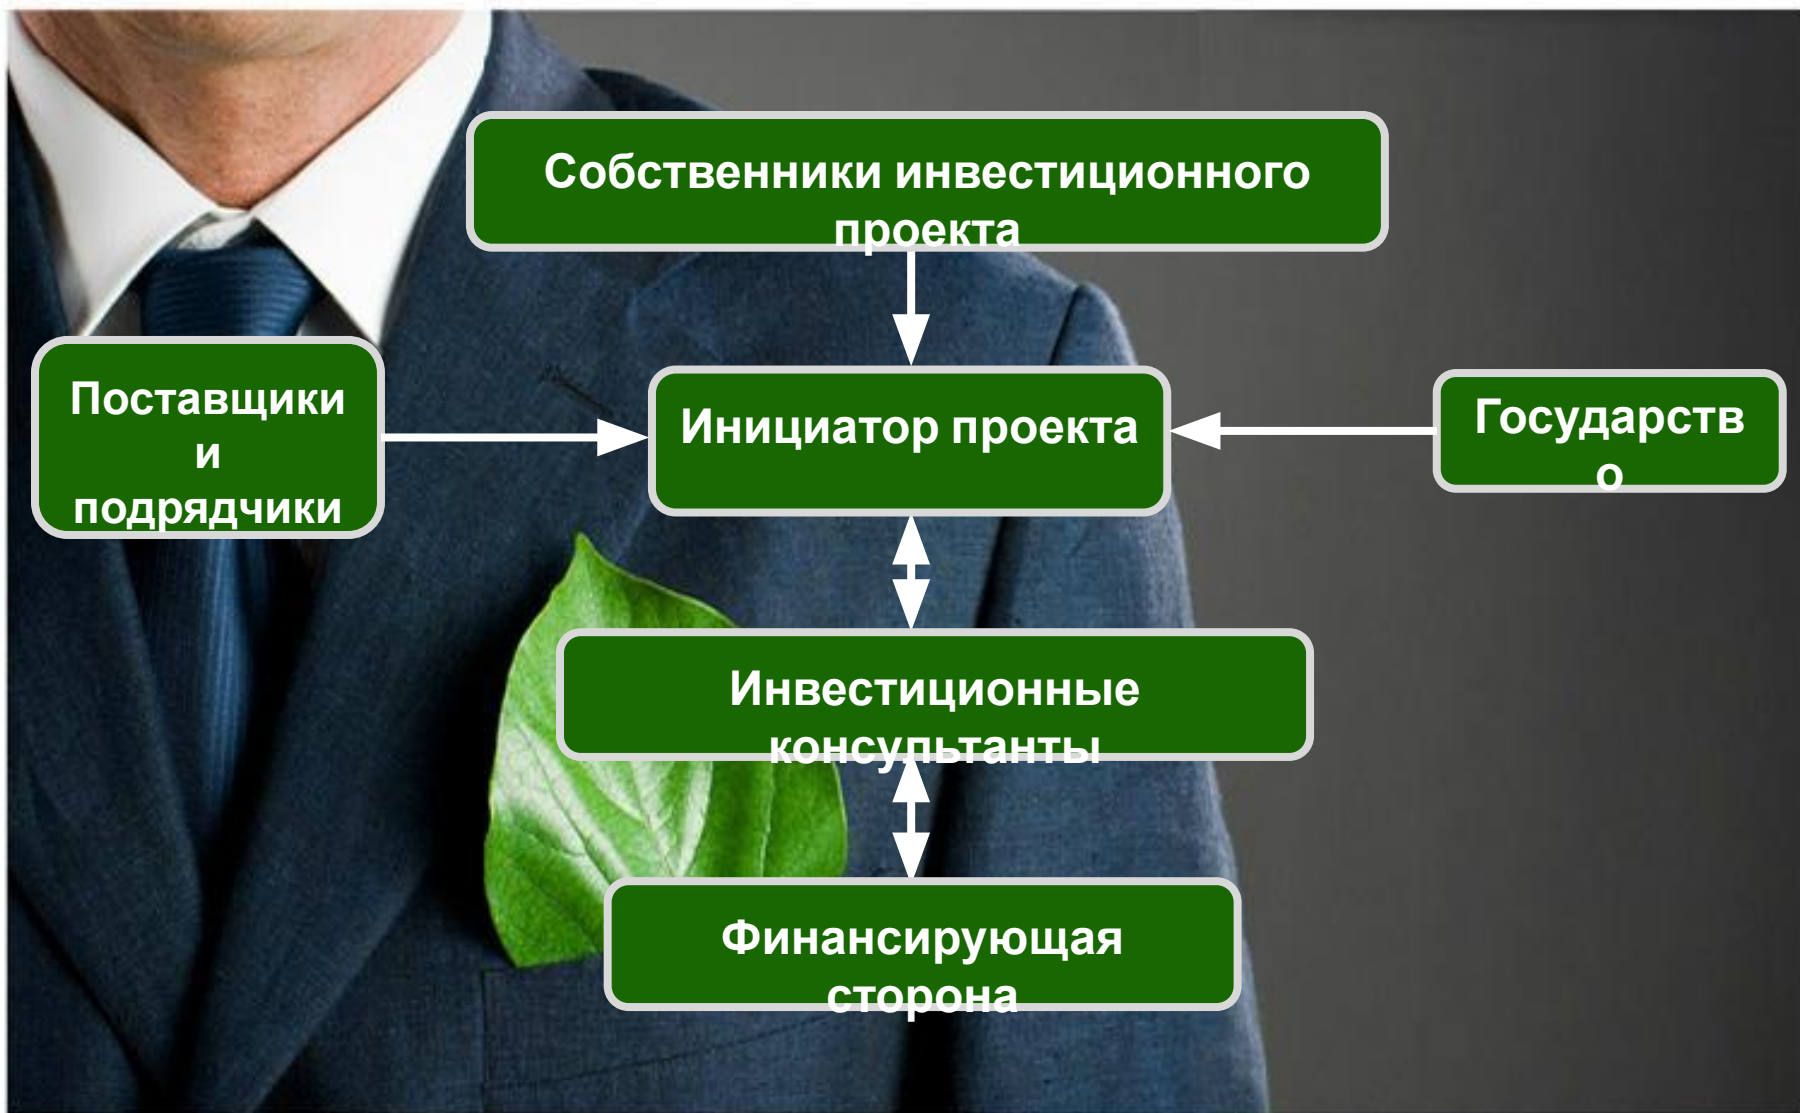 Собственники инвестиционного
проекта
Поставщики
и
подрядчики
Инициатор проекта
Государств
о
Инвестиционные
консультанты
Финансирующая
сторона